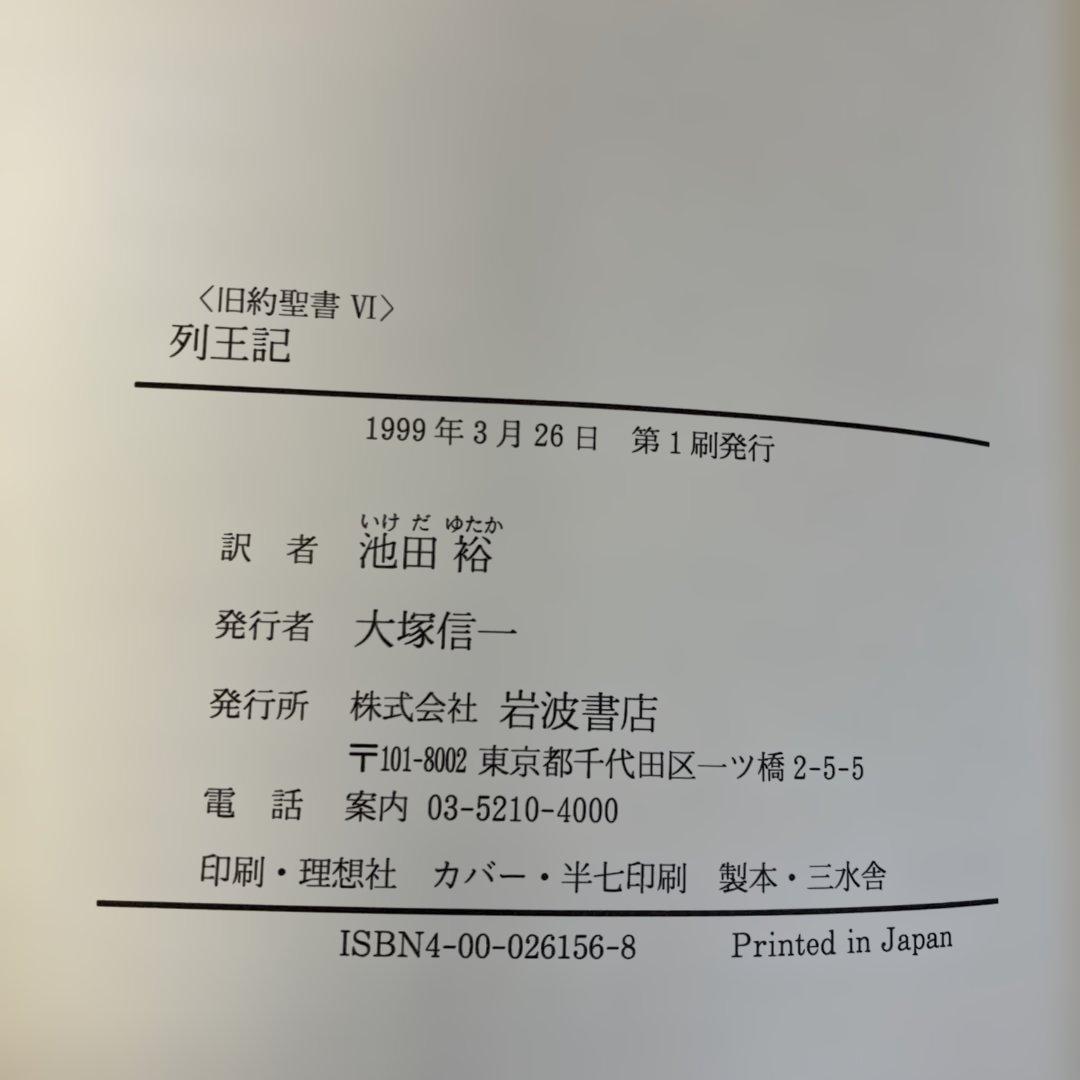 〈旧約聖書 Ⅵ〉
列王記
1999年3月26日　第1刷発行
いけ だ ゆたか
訳　者　池田 裕
発行者　大塚信一
発行所　株式会社 岩波書店
〒101-8002 東京都千代田区一ツ橋2-5-5
電　話　案内 03-5210-4000
印刷・理想社　カバー・半七印刷　製本・三水舎
ISBN4-00-026156-8　Printed in Japan